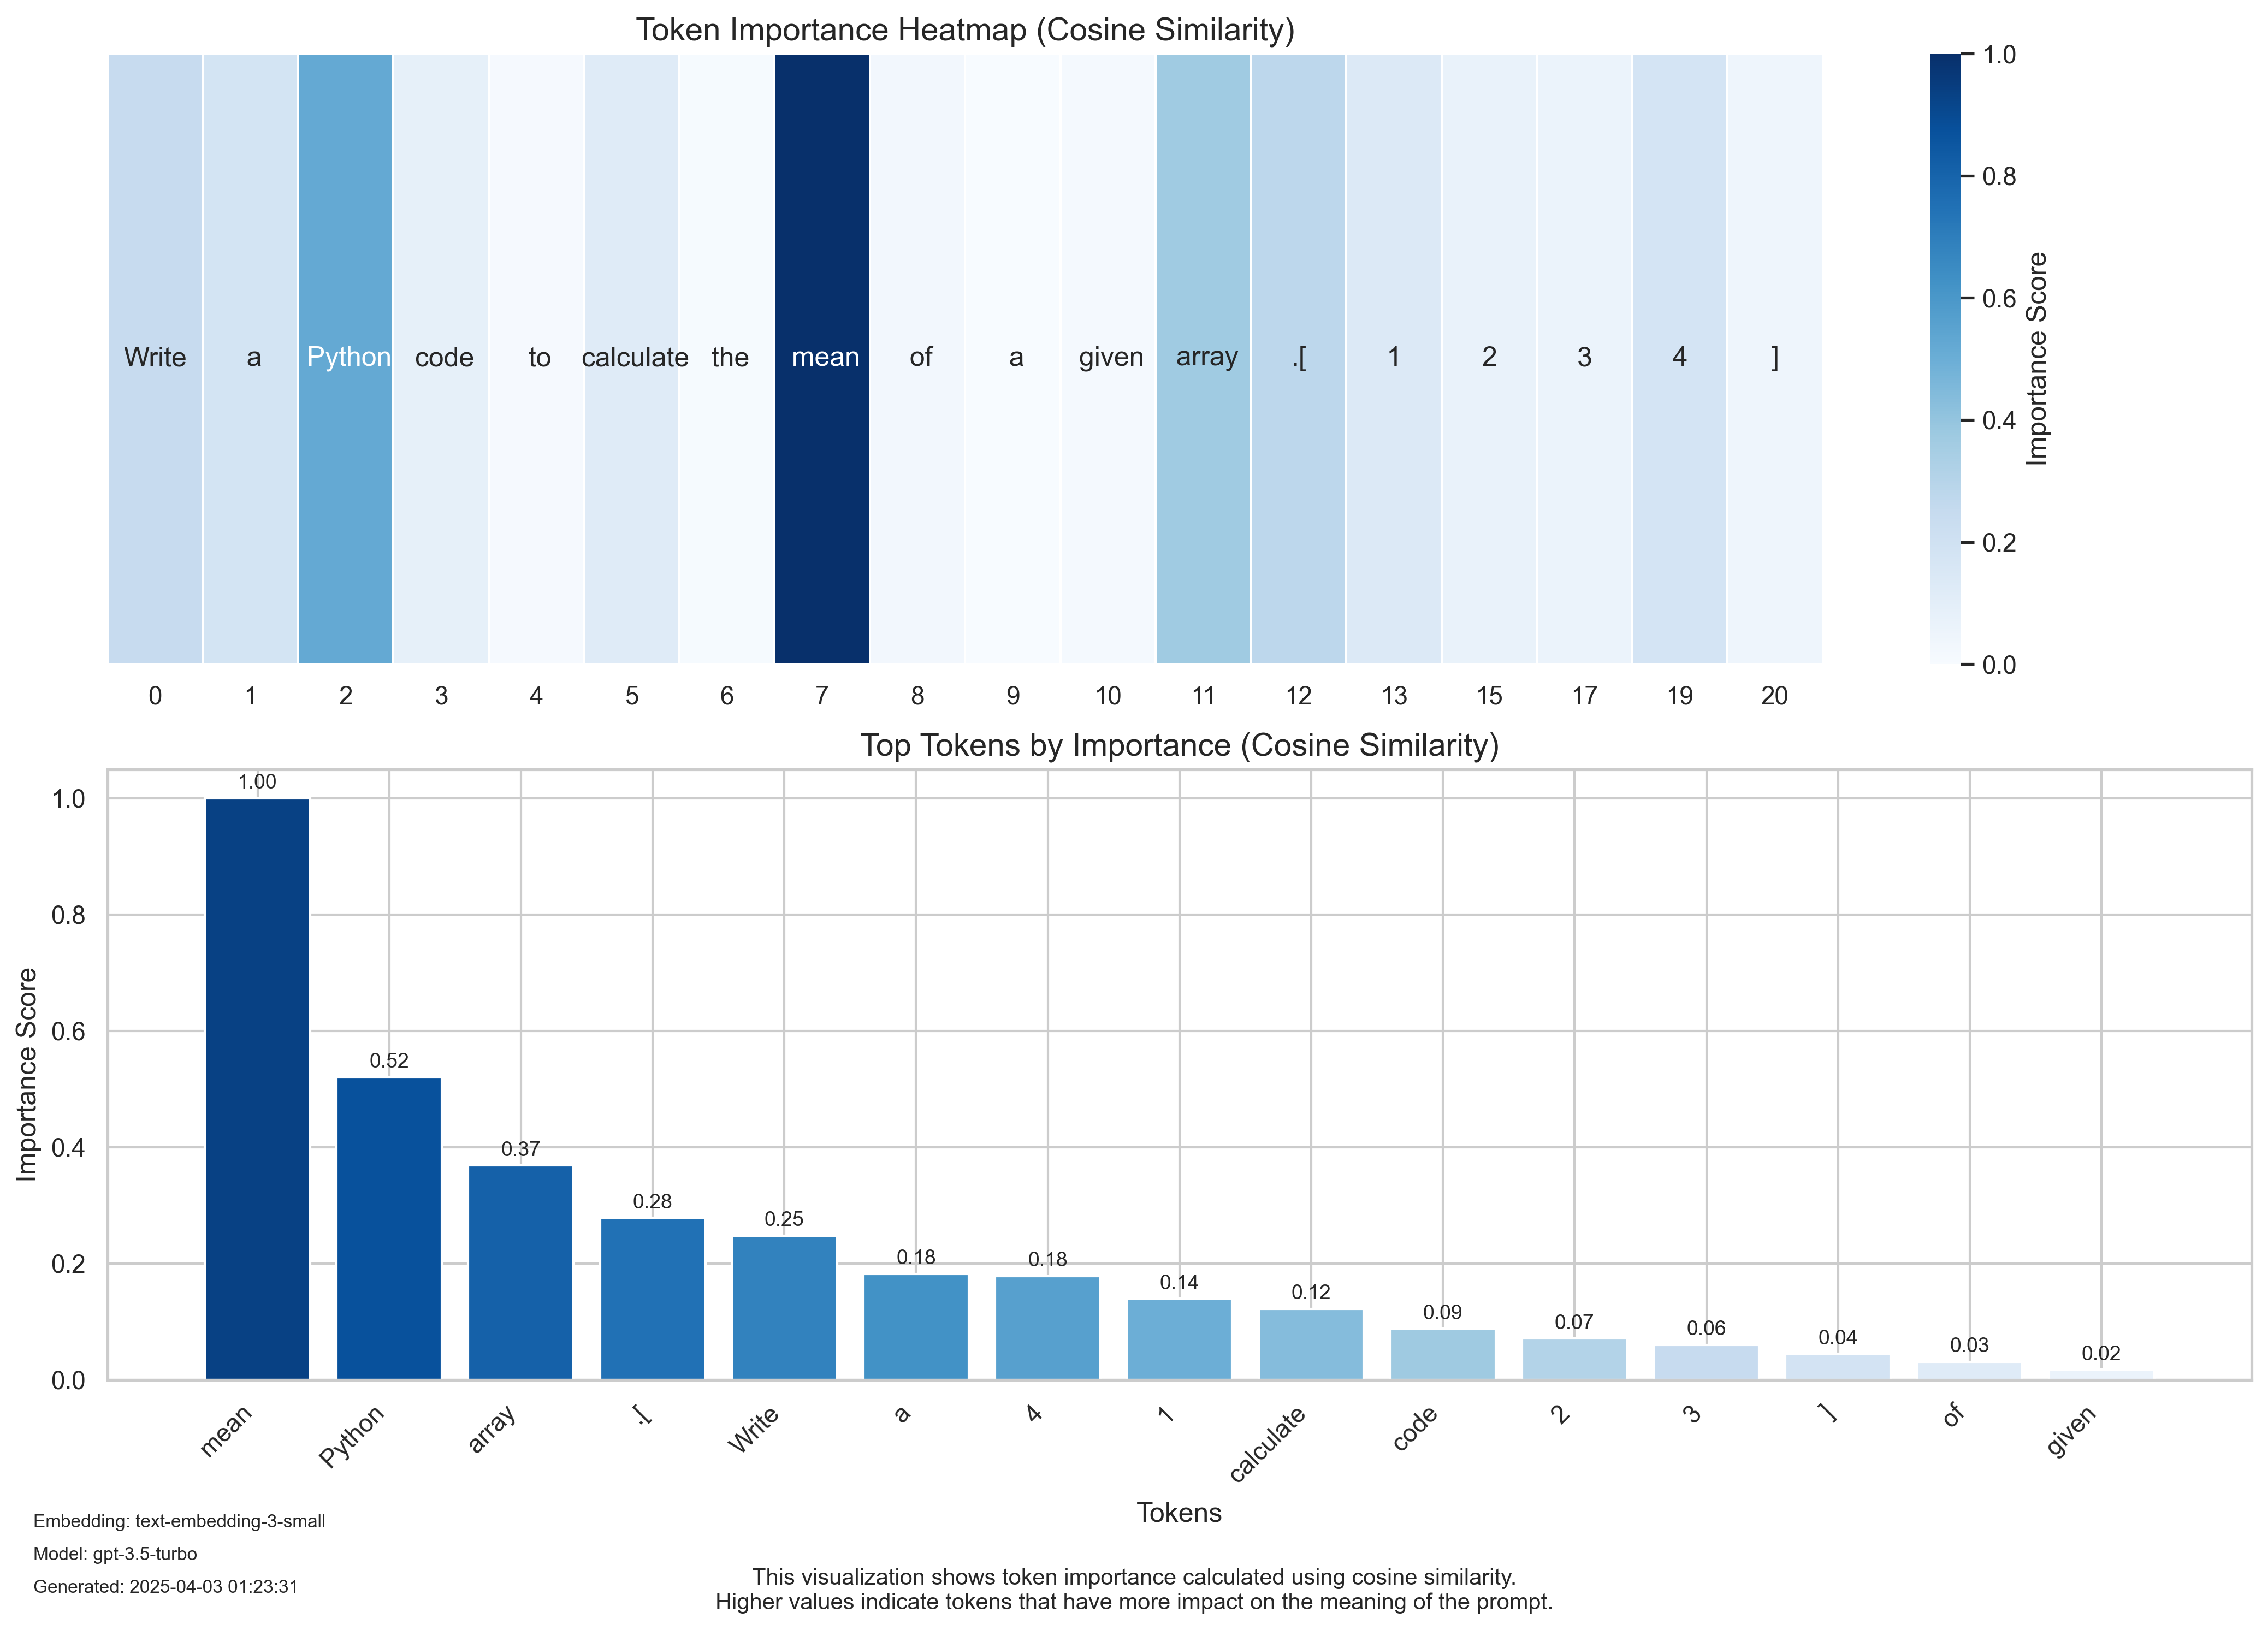 Token Importance Heatmap (Cosine Similarity)
Write a Python code to calculate the mean of a given array .[ 1 2 3 4 ]
0 1 2 3 4 5 6 7 8 9 10 11 12 13 15 17 19 20
1.0
0.8
0.6
0.4
0.2
0.0
Importance Score
Top Tokens by Importance (Cosine Similarity)
1.0
0.8
0.6
0.4
0.2
0.0
Importance Score
1.00 0.52 0.37 0.28 0.25 0.18 0.18 0.14 0.12 0.09 0.07 0.06 0.04 0.03 0.02
mean Python array .[ Write a 4 1 calculate code 2 3 ] of given
Tokens
Embedding: text-embedding-3-small
Model: gpt-3.5-turbo
Generated: 2025-04-03 01:23:31
This visualization shows token importance calculated using cosine similarity.
Higher values indicate tokens that have more impact on the meaning of the prompt.